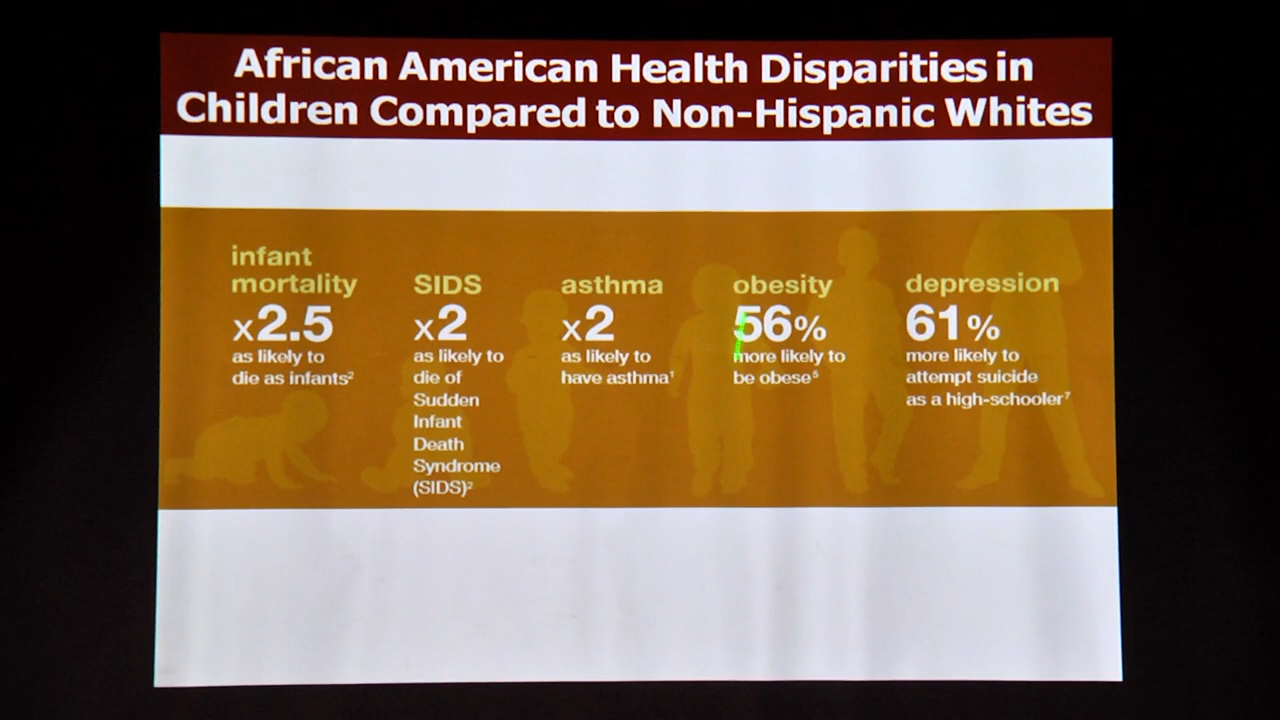 African American Health Disparities in
Children Compared to Non-Hispanic Whites
infant
mortality
x2.5
as likely to
die as infants²
SIDS
x2
as likely to
die of
Sudden
Infant
Death
Syndrome
(SIDS)²
asthma
x2
as likely to
have asthma¹
obesity
56%
more likely to
be obese⁵
depression
61%
more likely to
attempt suicide
as a high-schooler⁷